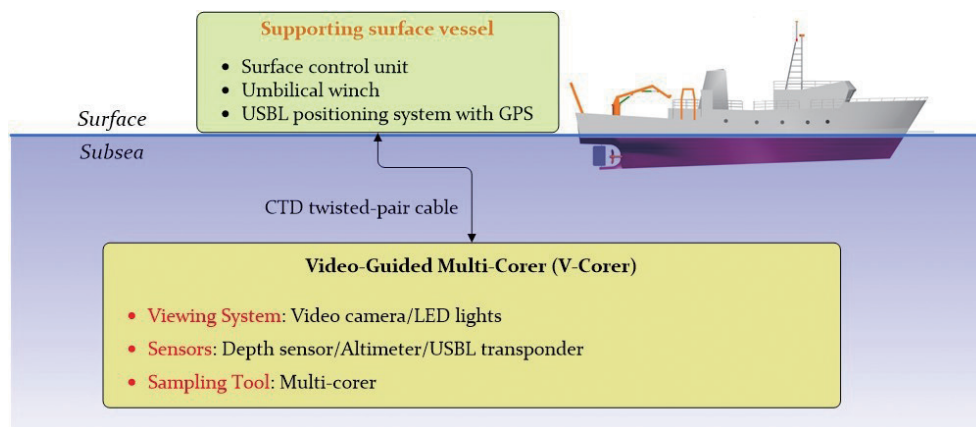 Supporting surface vessel
• Surface control unit
• Umbilical winch
• USBL positioning system with GPS
Surface
Subsea
CTD twisted-pair cable
Video-Guided Multi-Corer (V-Corer)
• Viewing System: Video camera/LED lights
• Sensors: Depth sensor/Altimeter/USBL transponder
• Sampling Tool: Multi-corer